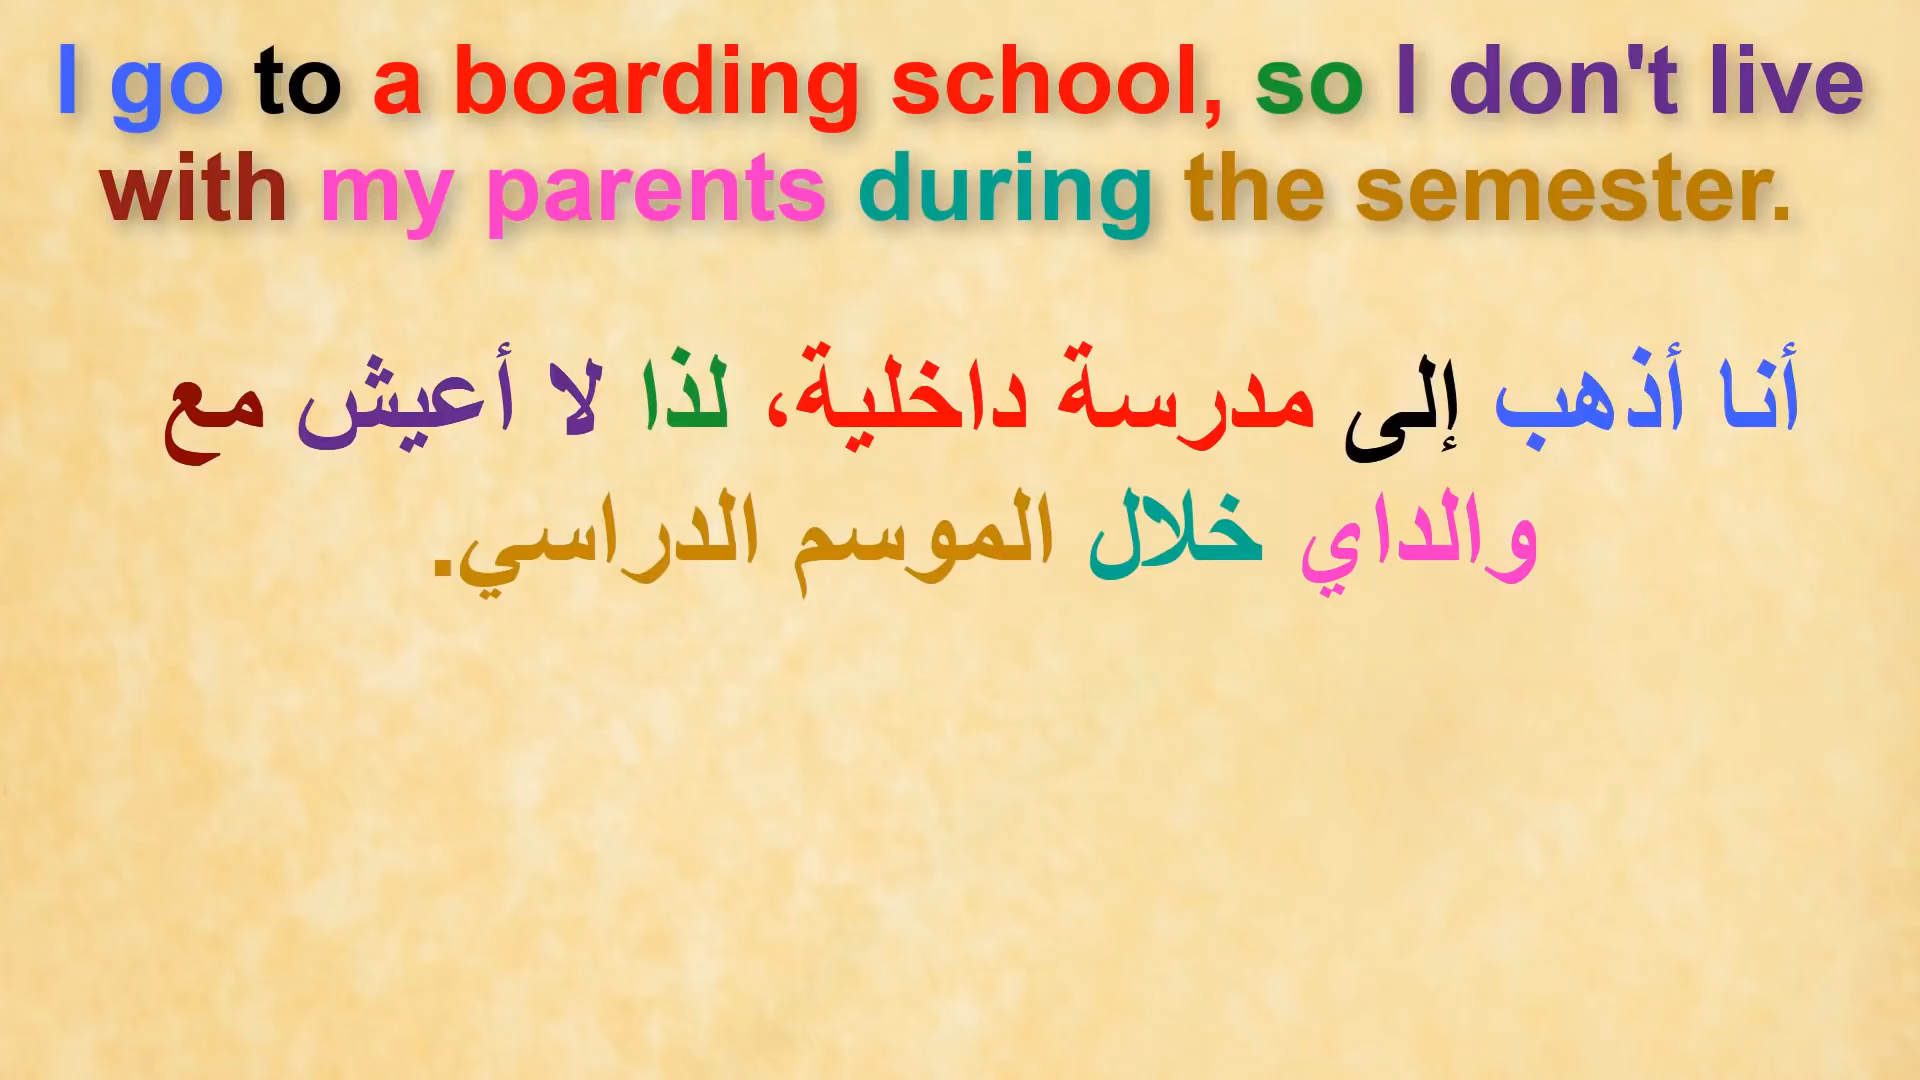 I go to a boarding school, so I don't live
with my parents during the semester.
أنا أذهب إلى مدرسة داخلية، لذا لا أعيش مع
والداي خلال الموسم الدراسي.